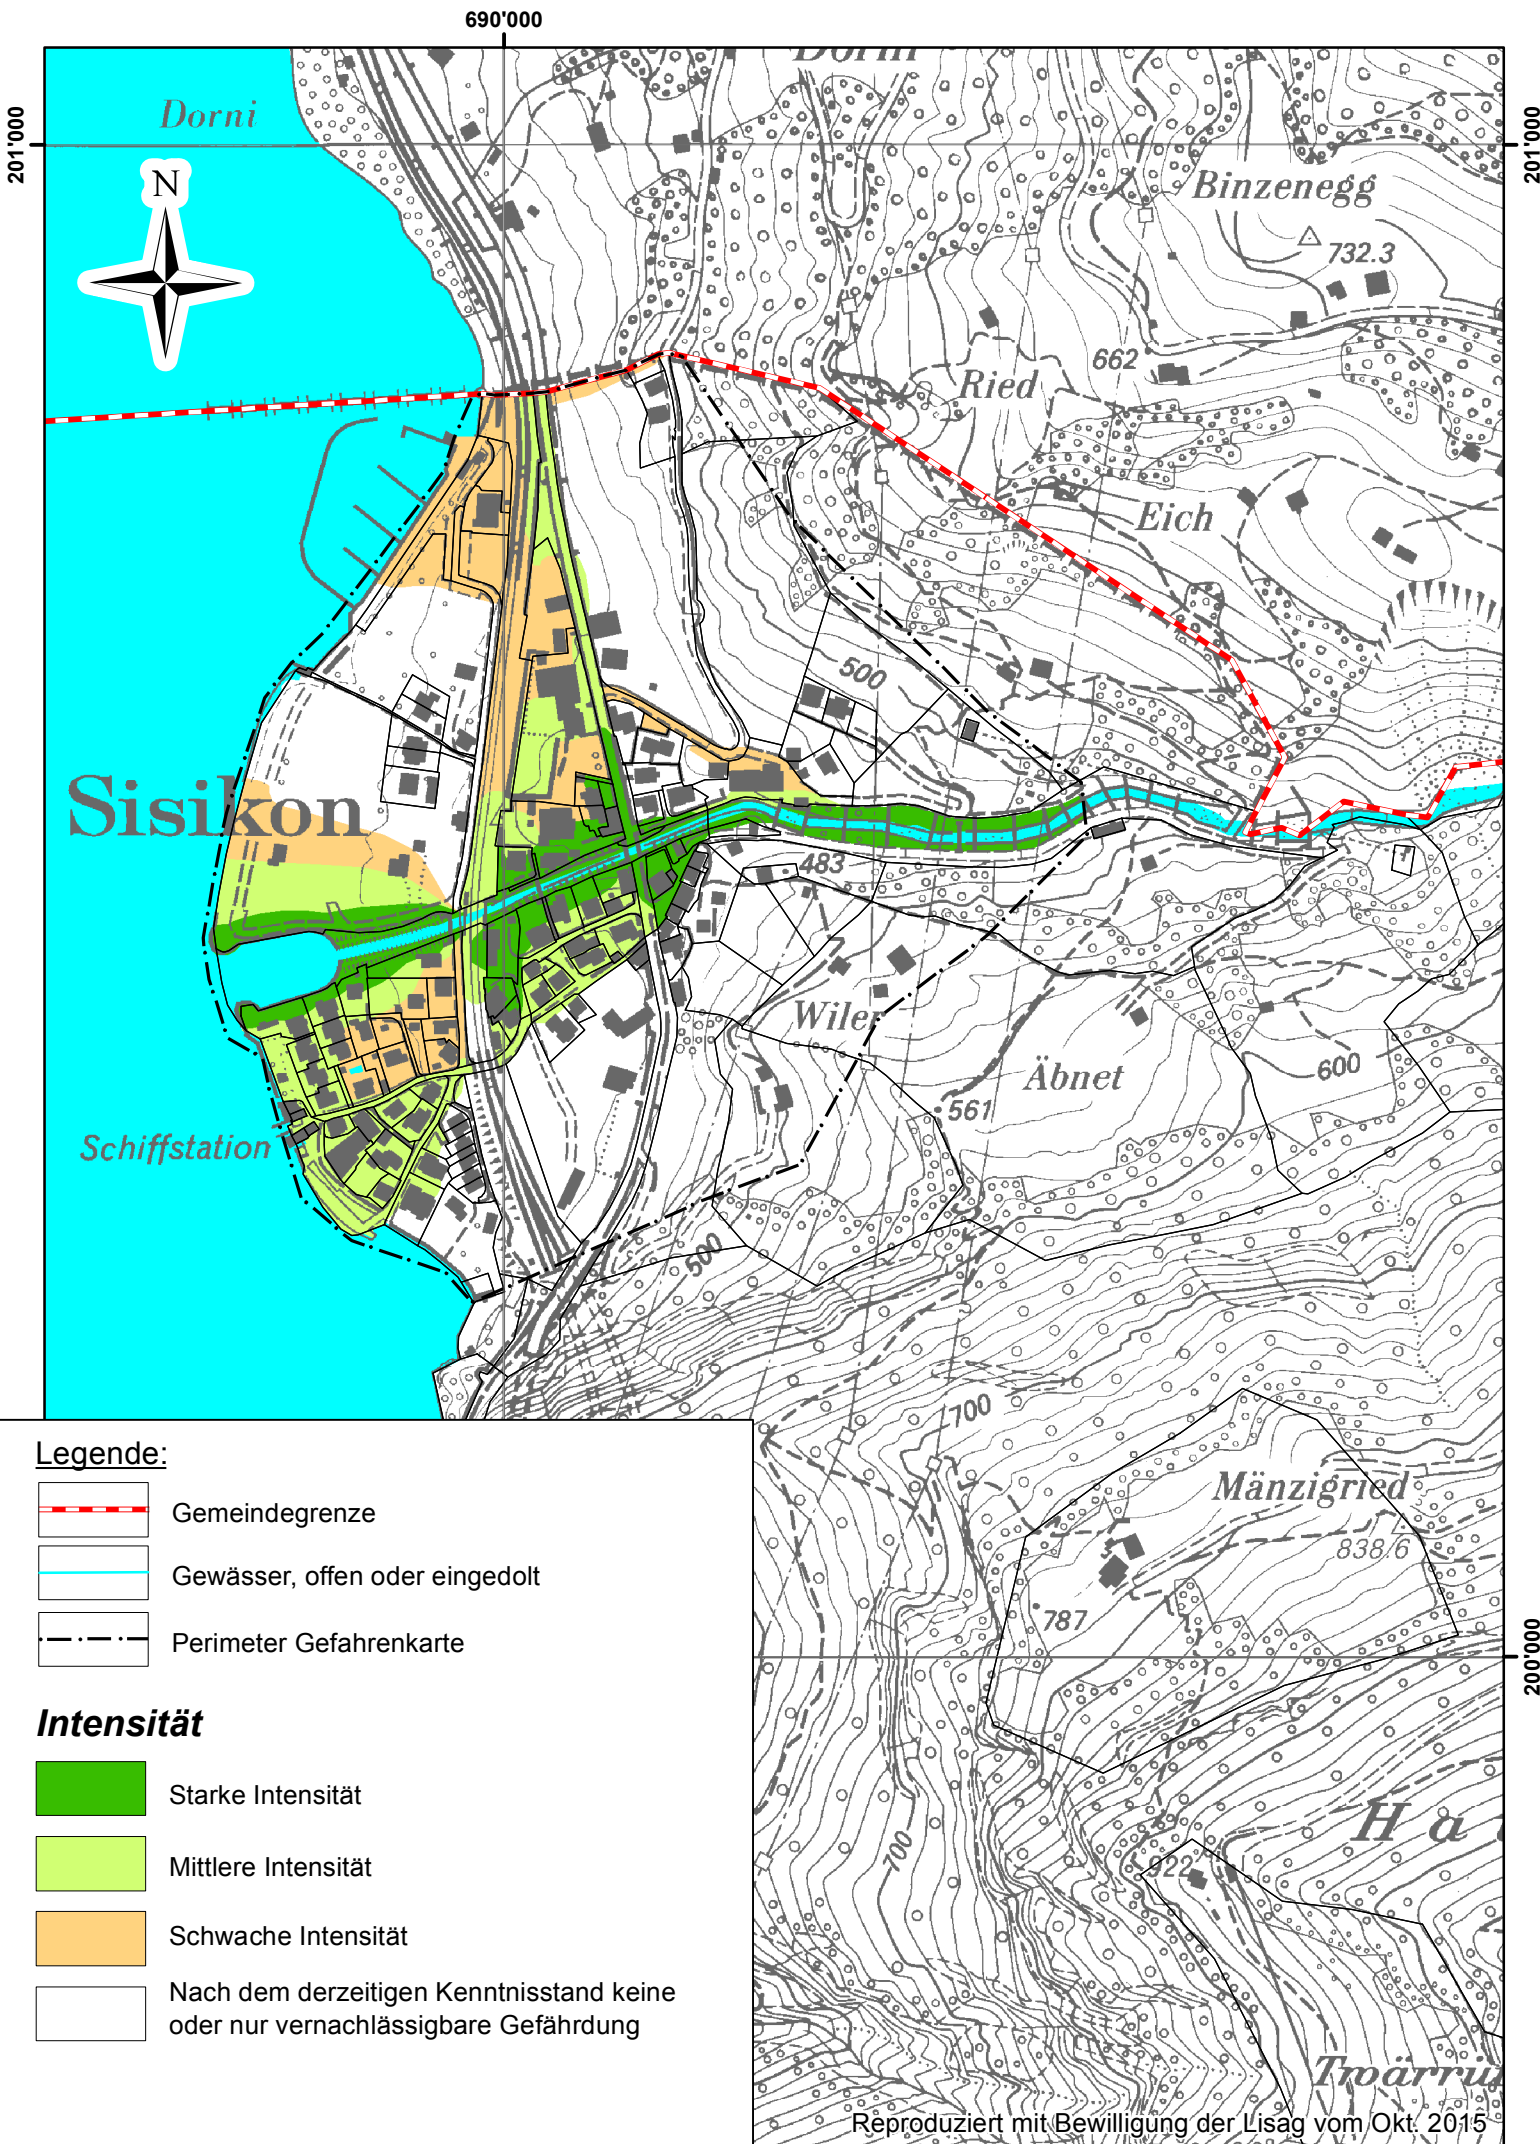 690'000
Dorni
Dorni
201'000
201'000
N
Binzenegg
732.3
662
Ried
Eich
500
Sisikon
483
Wiler
Äbnet
600
561
Schiffstation
500
700
Mänzigried
838.6
787
200'000
700
922
Reproduziert mit Bewilligung der Lisag vom Okt. 2015
Legende:
Gemeindegrenze
Gewässer, offen oder eingedolt
Perimeter Gefahrenkarte
Intensität
Starke Intensität
Mittlere Intensität
Schwache Intensität
Nach dem derzeitigen Kenntnisstand keine
oder nur vernachlässigbare Gefährdung